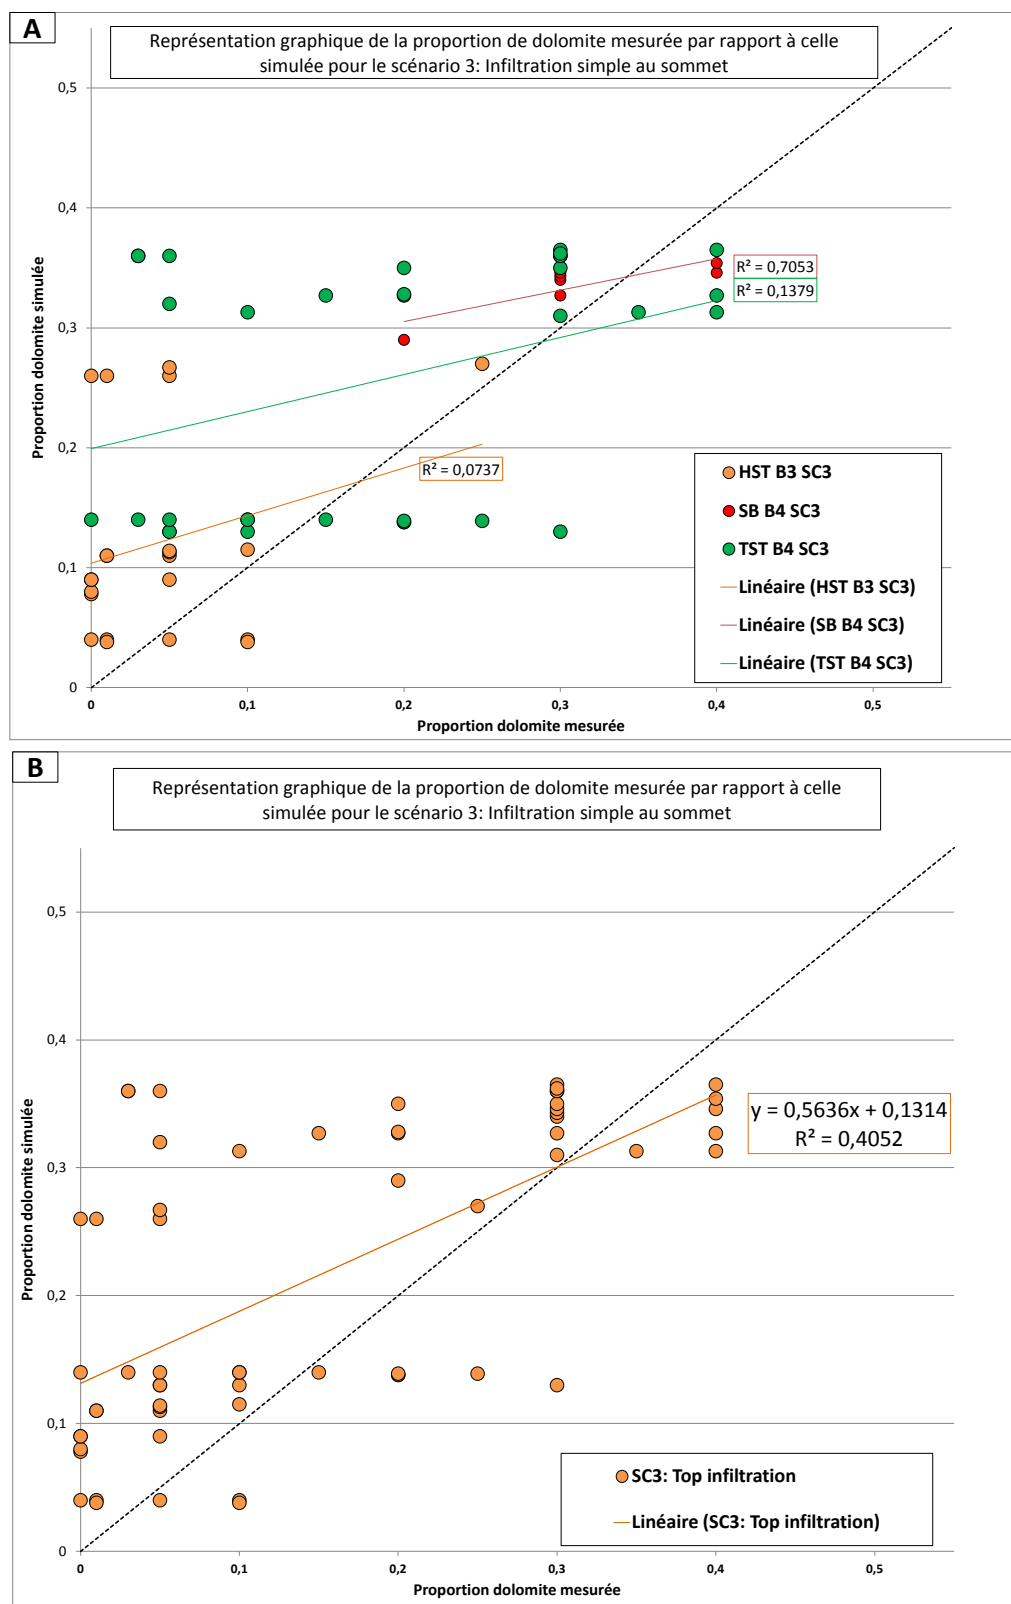 A
Représentation graphique de la proportion de dolomite mesurée par rapport à celle
simulée pour le scénario 3: Infiltration simple au sommet
0,5
0,4
0,3
0,2
0,1
0
Proportion dolomite simulée
R² = 0,7053
R² = 0,1379
R² = 0,0737
HST B3 SC3
SB B4 SC3
TST B4 SC3
Linéaire (HST B3 SC3)
Linéaire (SB B4 SC3)
Linéaire (TST B4 SC3)
0 0,1 0,2 0,3 0,4 0,5
Proportion dolomite mesurée
B
Représentation graphique de la proportion de dolomite mesurée par rapport à celle
simulée pour le scénario 3: Infiltration simple au sommet
0,5
0,4
0,3
0,2
0,1
0
Proportion dolomite simulée
y = 0,5636x + 0,1314
R² = 0,4052
SC3: Top infiltration
Linéaire (SC3: Top infiltration)
0 0,1 0,2 0,3 0,4 0,5
Proportion dolomite mesurée